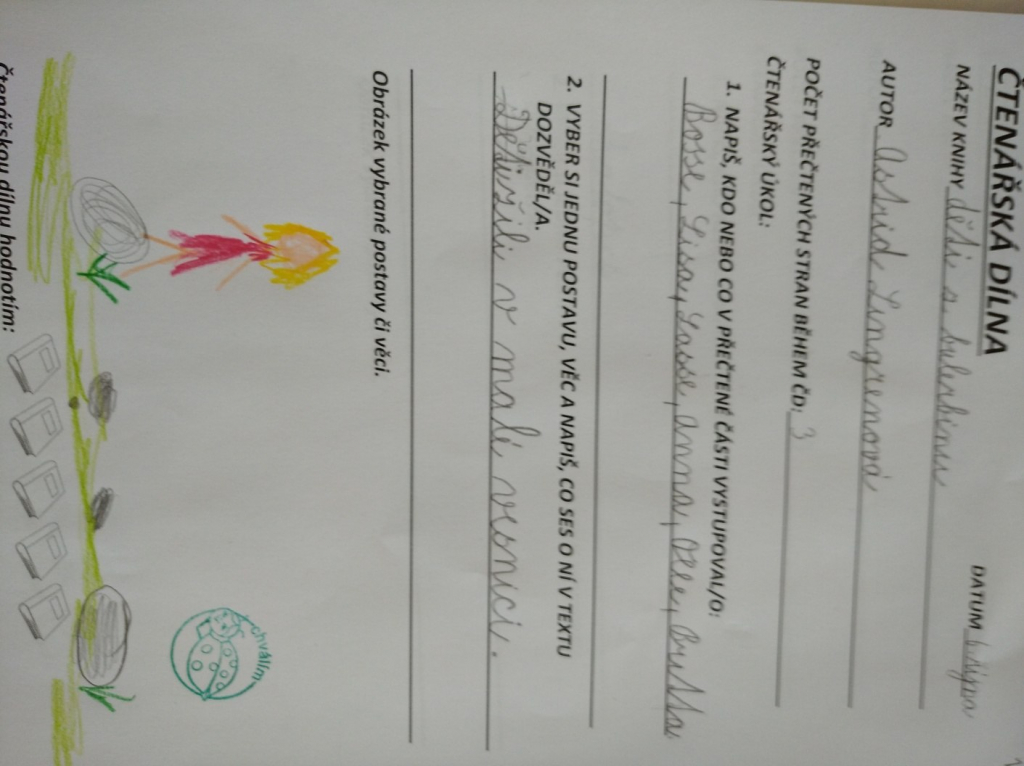 ČTENÁŘSKÁ DÍLNA
NÁZEV KNIHY děti s bulerbinu DATUM
AUTOR Astrid Lingrenová
POČET PŘEČTENÝCH STRAN BĚHEM ČD: 3
ČTENÁŘSKÝ ÚKOL:
1. NAPIŠ, KDO NEBO CO V PŘEČTENÉ ČÁSTI VYSTUPOVAL/O:
Bosse, Lisa, Lasse, Anna, Olle, Britta
2. VYBER SI JEDNU POSTAVU, VĚC A NAPIŠ, CO SES O NÍ V TEXTU
DOZVĚDĚL/A.
Děti žili v malé vesnici.
Obrázek vybrané postavy či věci.
chválím
Čtenářskou dílnu hodnotím: